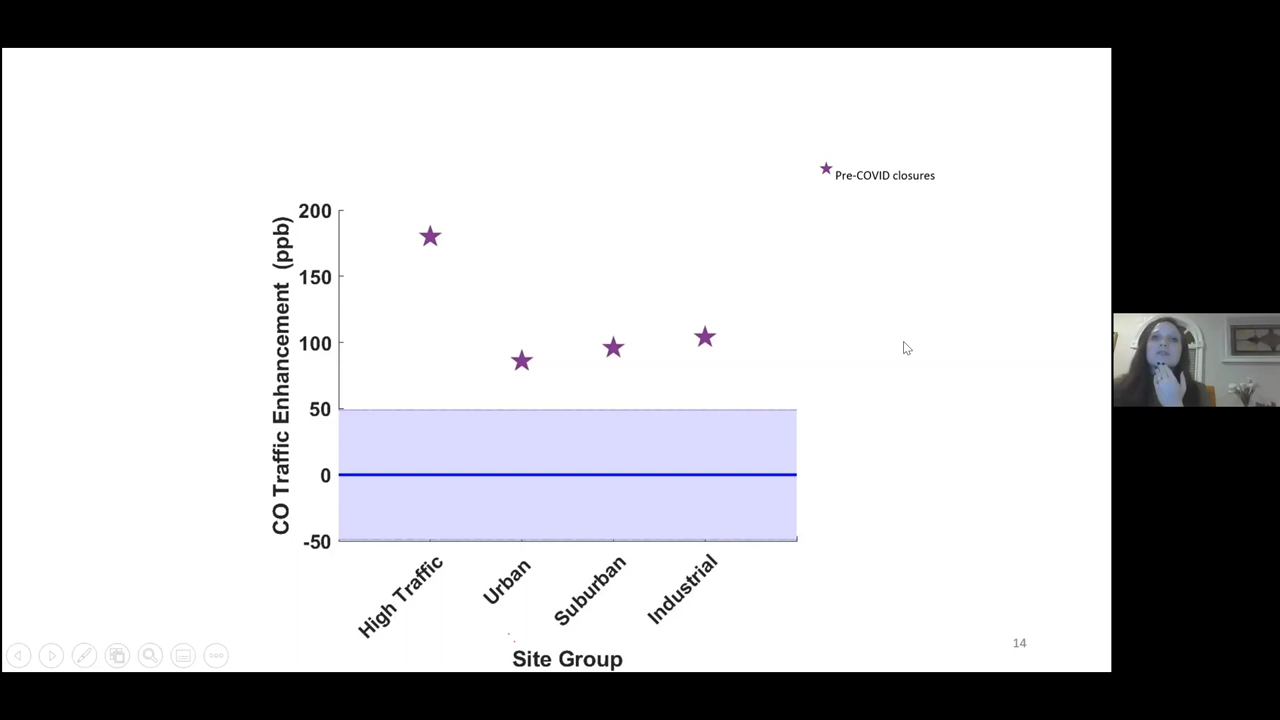 Pre-COVID closures
200
150
100
50
0
-50
CO Traffic Enhancement (ppb)
High Traffic
Urban
Suburban
Industrial
Site Group
14